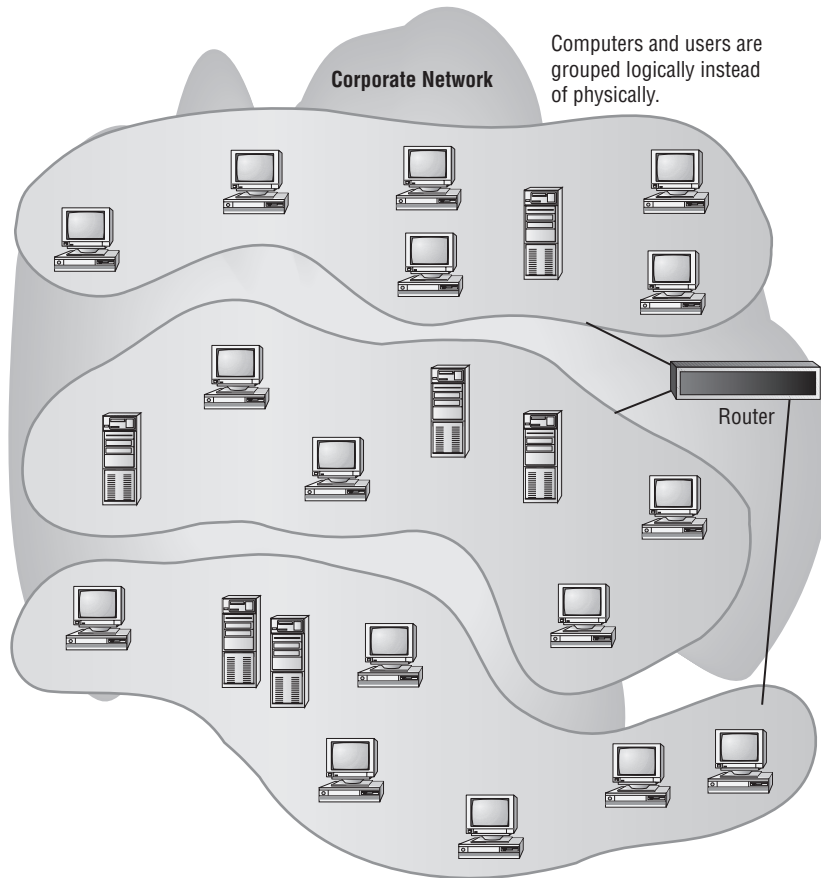 Corporate Network
Computers and users are
grouped logically instead
of physically.
Router